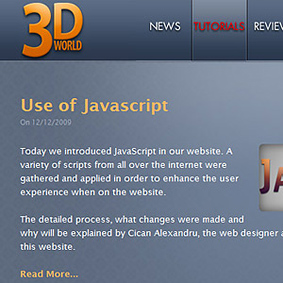 3D
WORLD
NEWS
TUTORIALS
Use of Javascript
On 12/12/2009
Today we introduced JavaScript in our website. A
variety of scripts from all over the internet were
gathered and applied in order to enhance the user
experience when on the website.
The detailed process, what changes were made and
why will be explained by Cican Alexandru, the web designer
this website.
Read More...